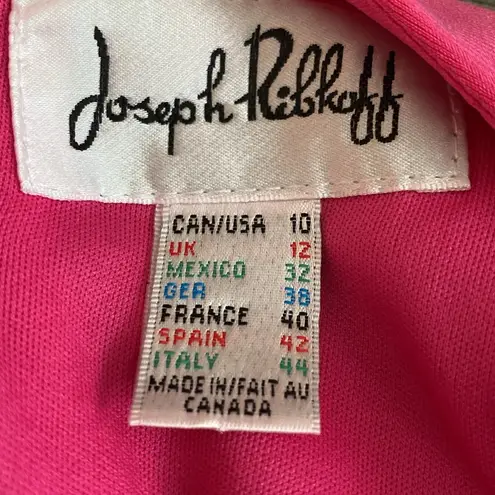 Joseph Ribkoff
CAN/USA 10
UK 12
MEXICO 32
GER 38
FRANCE 40
SPAIN 42
ITALY 44
MADE IN/FAIT AU
CANADA